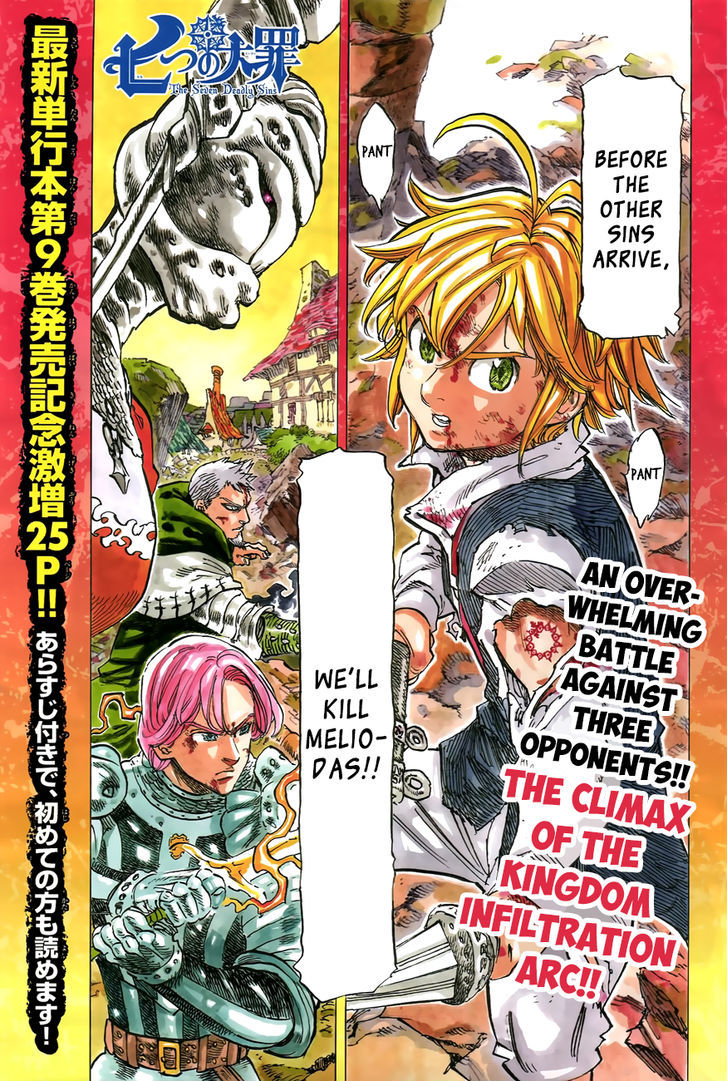 七つの大罪
The Seven Deadly Sins
最新単行本第9巻発売記念激増25P!!
あらすじ付きで、初めての方も読めます!
BEFORE
THE
OTHER
SINS
ARRIVE,
PANT
PANT
WE'LL
KILL
MELIO-
DAS!!
AN OVER-
WHELMING
BATTLE
AGAINST
THREE
OPPONENTS!!
THE CLIMAX
OF THE
KINGDOM
INFILTRATION
ARC!!